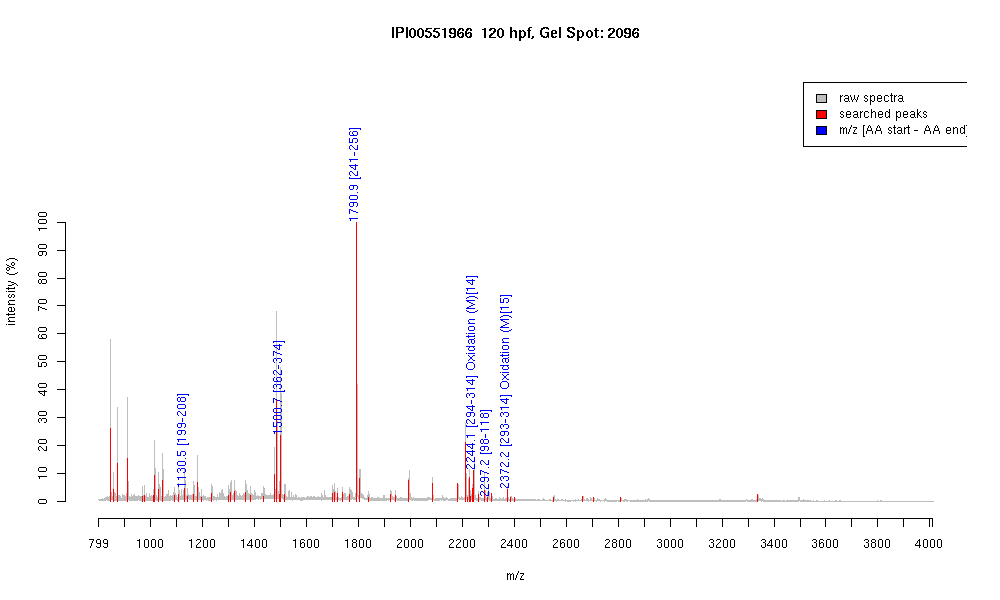 IPI00551966 120 hpf, Gel Spot: 2096
raw spectra
searched peaks
m/z [AA start - AA end]
1790.9 [241-256]
2244.1 [294-314] Oxidation (M)[14]
2372.2 [293-314] Oxidation (M)[15]
1500.7 [362-374]
1130.5 [199-208]
2297.2 [98-118]
intensity (%)
100
90
80
70
60
50
40
30
20
10
0
799 1000 1200 1400 1600 1800 2000 2200 2400 2600 2800 3000 3200 3400 3600 3800 4000
m/z